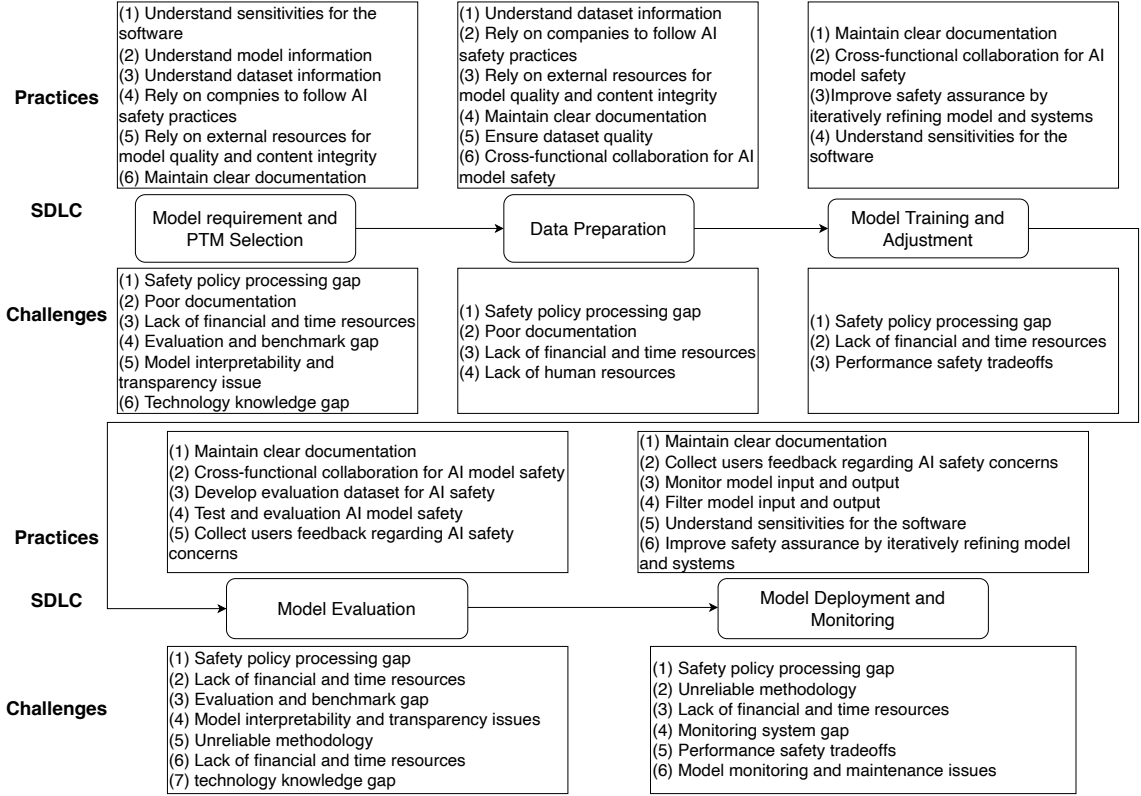 Practices
(1) Understand sensitivities for the
software
(2) Understand model information
(3) Understand dataset information
(4) Rely on compnies to follow AI
safety practices
(5) Rely on external resources for
model quality and content integrity
(6) Maintain clear documentation
(1) Understand dataset information
(2) Rely on companies to follow AI
safety practices
(3) Rely on external resources for
model quality and content integrity
(4) Maintain clear documentation
(5) Ensure dataset quality
(6) Cross-functional collaboration for AI
model safety
(1) Maintain clear documentation
(2) Cross-functional collaboration for AI
model safety
(3)Improve safety assurance by
iteratively refining model and systems
(4) Understand sensitivities for the
software
SDLC
Model requirement and
PTM Selection
Data Preparation
Model Training and
Adjustment
Challenges
(1) Safety policy processing gap
(2) Poor documentation
(3) Lack of financial and time resources
(4) Evaluation and benchmark gap
(5) Model interpretability and
transparency issue
(6) Technology knowledge gap
(1) Safety policy processing gap
(2) Poor documentation
(3) Lack of financial and time resources
(4) Lack of human resources
(1) Safety policy processing gap
(2) Lack of financial and time resources
(3) Performance safety tradeoffs
Practices
(1) Maintain clear documentation
(2) Cross-functional collaboration for AI model safety
(3) Develop evaluation dataset for AI safety
(4) Test and evaluation AI model safety
(5) Collect users feedback regarding AI safety
concerns
(1) Maintain clear documentation
(2) Collect users feedback regarding AI safety concerns
(3) Monitor model input and output
(4) Filter model input and output
(5) Understand sensitivities for the software
(6) Improve safety assurance by iteratively refining model
and systems
SDLC
Model Evaluation
Model Deployment and
Monitoring
Challenges
(1) Safety policy processing gap
(2) Lack of financial and time resources
(3) Evaluation and benchmark gap
(4) Model interpretability and transparency issues
(5) Unreliable methodology
(6) Lack of financial and time resources
(7) technology knowledge gap
(1) Safety policy processing gap
(2) Unreliable methodology
(3) Lack of financial and time resources
(4) Monitoring system gap
(5) Performance safety tradeoffs
(6) Model monitoring and maintenance issues